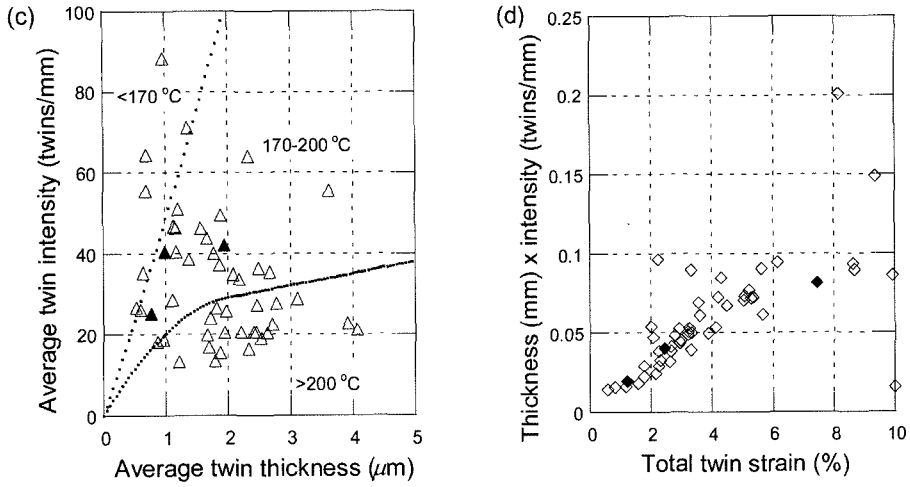 (c)
100
80
60
40
20
0
Average twin intensity (twins/mm)
<170 °C
170-200 °C
>200 °C
0 1 2 3 4 5
Average twin thickness (μm)
(d)
0.25
0.2
0.15
0.1
0.05
0
Thickness (mm) x intensity (twins/mm)
0 2 4 6 8 10
Total twin strain (%)